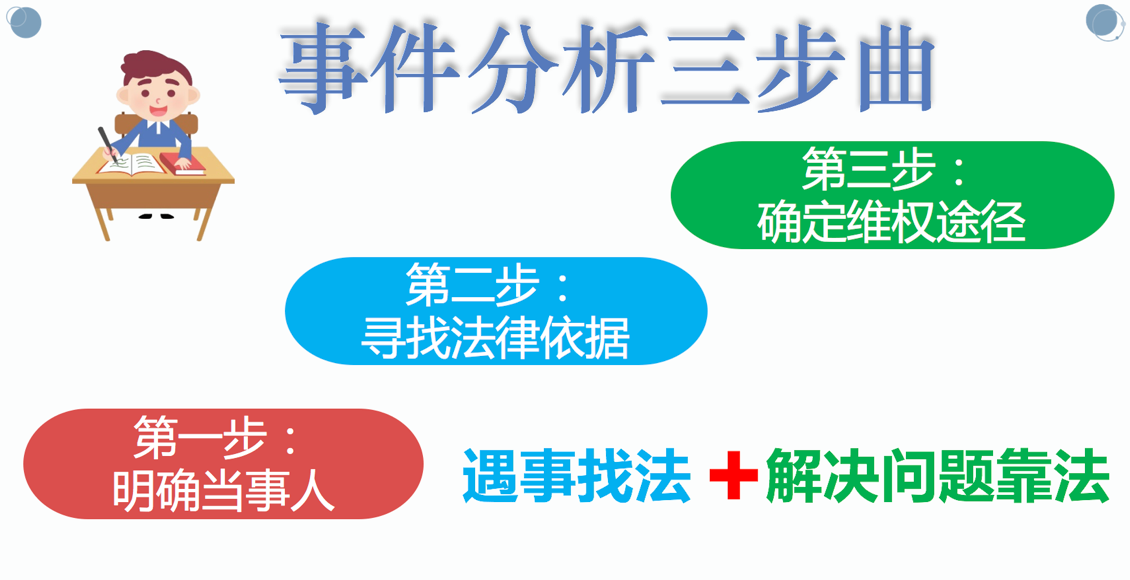 事件分析三步曲
第三步：
确定维权途径
第二步：
寻找法律依据
第一步：
明确当事人
遇事找法+解决问题靠法